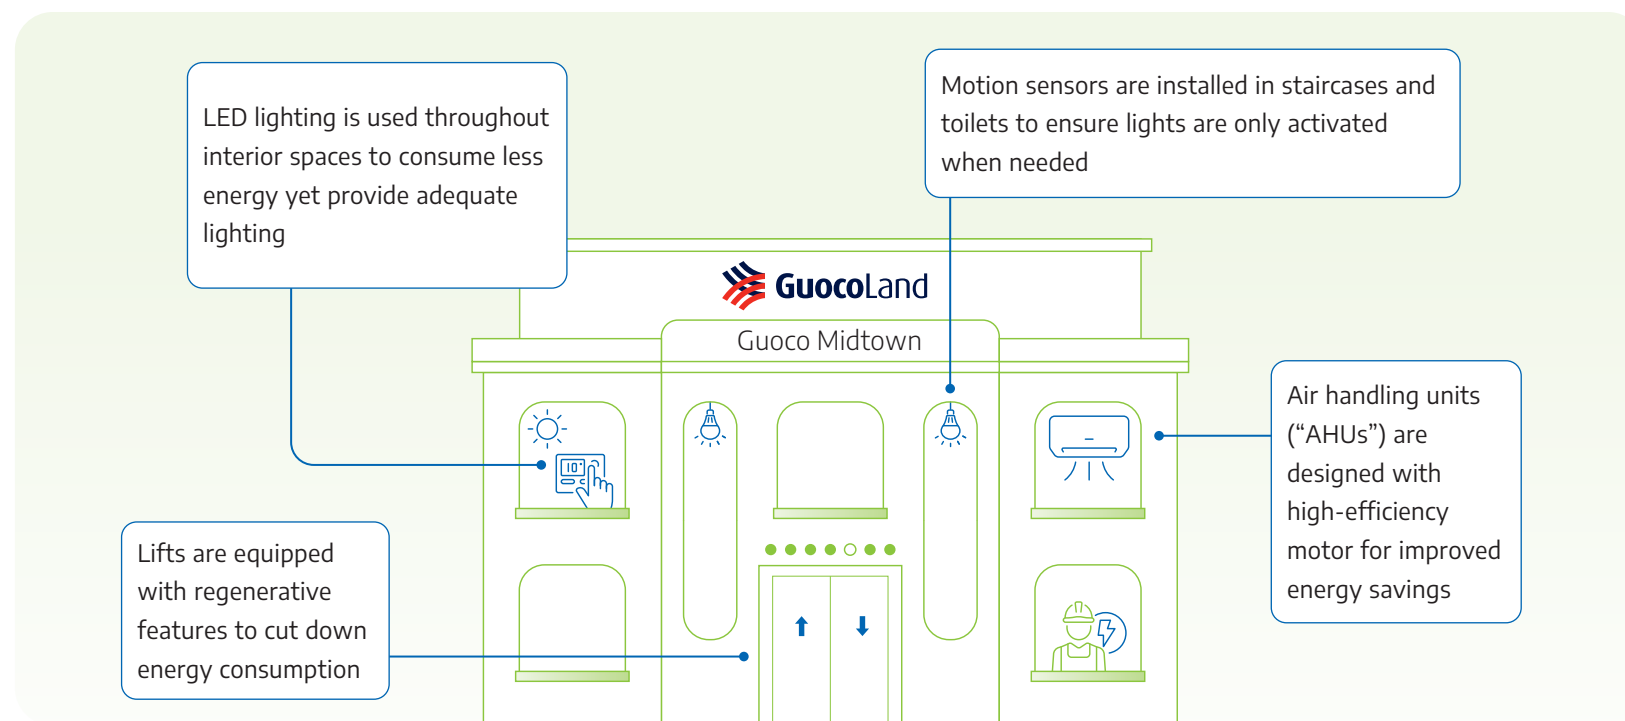 LED lighting is used throughout
interior spaces to consume less
energy yet provide adequate
lighting
Motion sensors are installed in staircases and
toilets to ensure lights are only activated
when needed
GuocoLand
Guoco Midtown
Air handling units
(“AHUs”) are
designed with
high-efficiency
motor for improved
energy savings
10°
Lifts are equipped
with regenerative
features to cut down
energy consumption